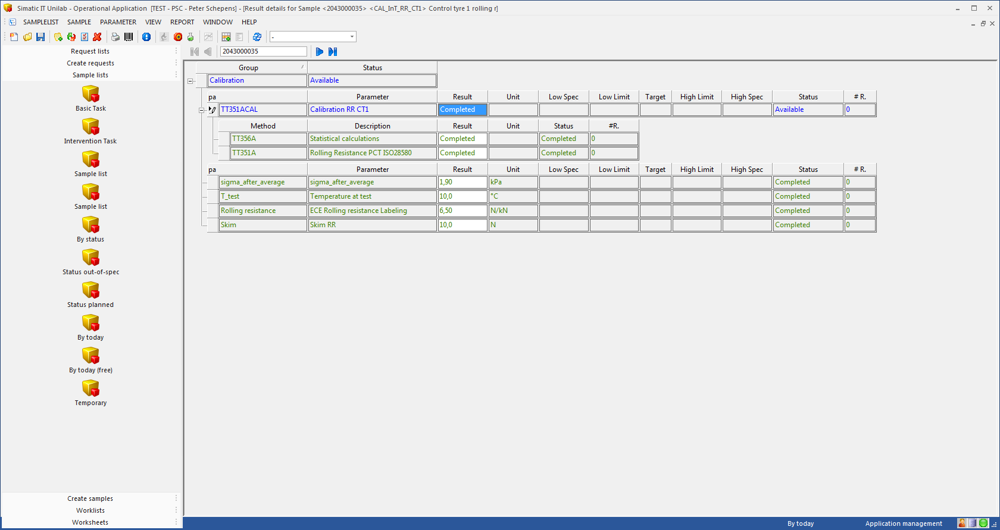 Simatic IT Unilab - Operational Application [TEST - PSC - Peter Schepens] - [Result details for Sample <2043000035> <CAL_InT_RR_CT1> Control tyre 1 rolling r]
SAMPLELIST SAMPLE PARAMETER VIEW REPORT WINDOW HELP
-
Request lists
Create requests
Sample lists
Basic Task
Intervention Task
Sample list
Sample list
By status
Status out-of-spec
Status planned
By today
By today (free)
Temporary
Create samples
Worklists
Worksheets
2043000035
Group Status
Calibration Available
pa Parameter Result Unit Low Spec Low Limit Target High Limit High Spec Status # R.
TT351ACAL Calibration RR CT1 Completed Available 0
Method Description Result Unit Status #R.
TT356A Statistical calculations Completed Completed 0
TT351A Rolling Resistance PCT ISO28580 Completed Completed 0
pa Parameter Result Unit Low Spec Low Limit Target High Limit High Spec Status # R.
sigma_after_average sigma_after_average 1,90 kPa Completed 0
T_test Temperature at test 10,0 °C Completed 0
Rolling resistance ECE Rolling resistance Labeling 6,50 N/kN Completed 0
Skim Skim RR 10,0 N Completed 0
By today Application management